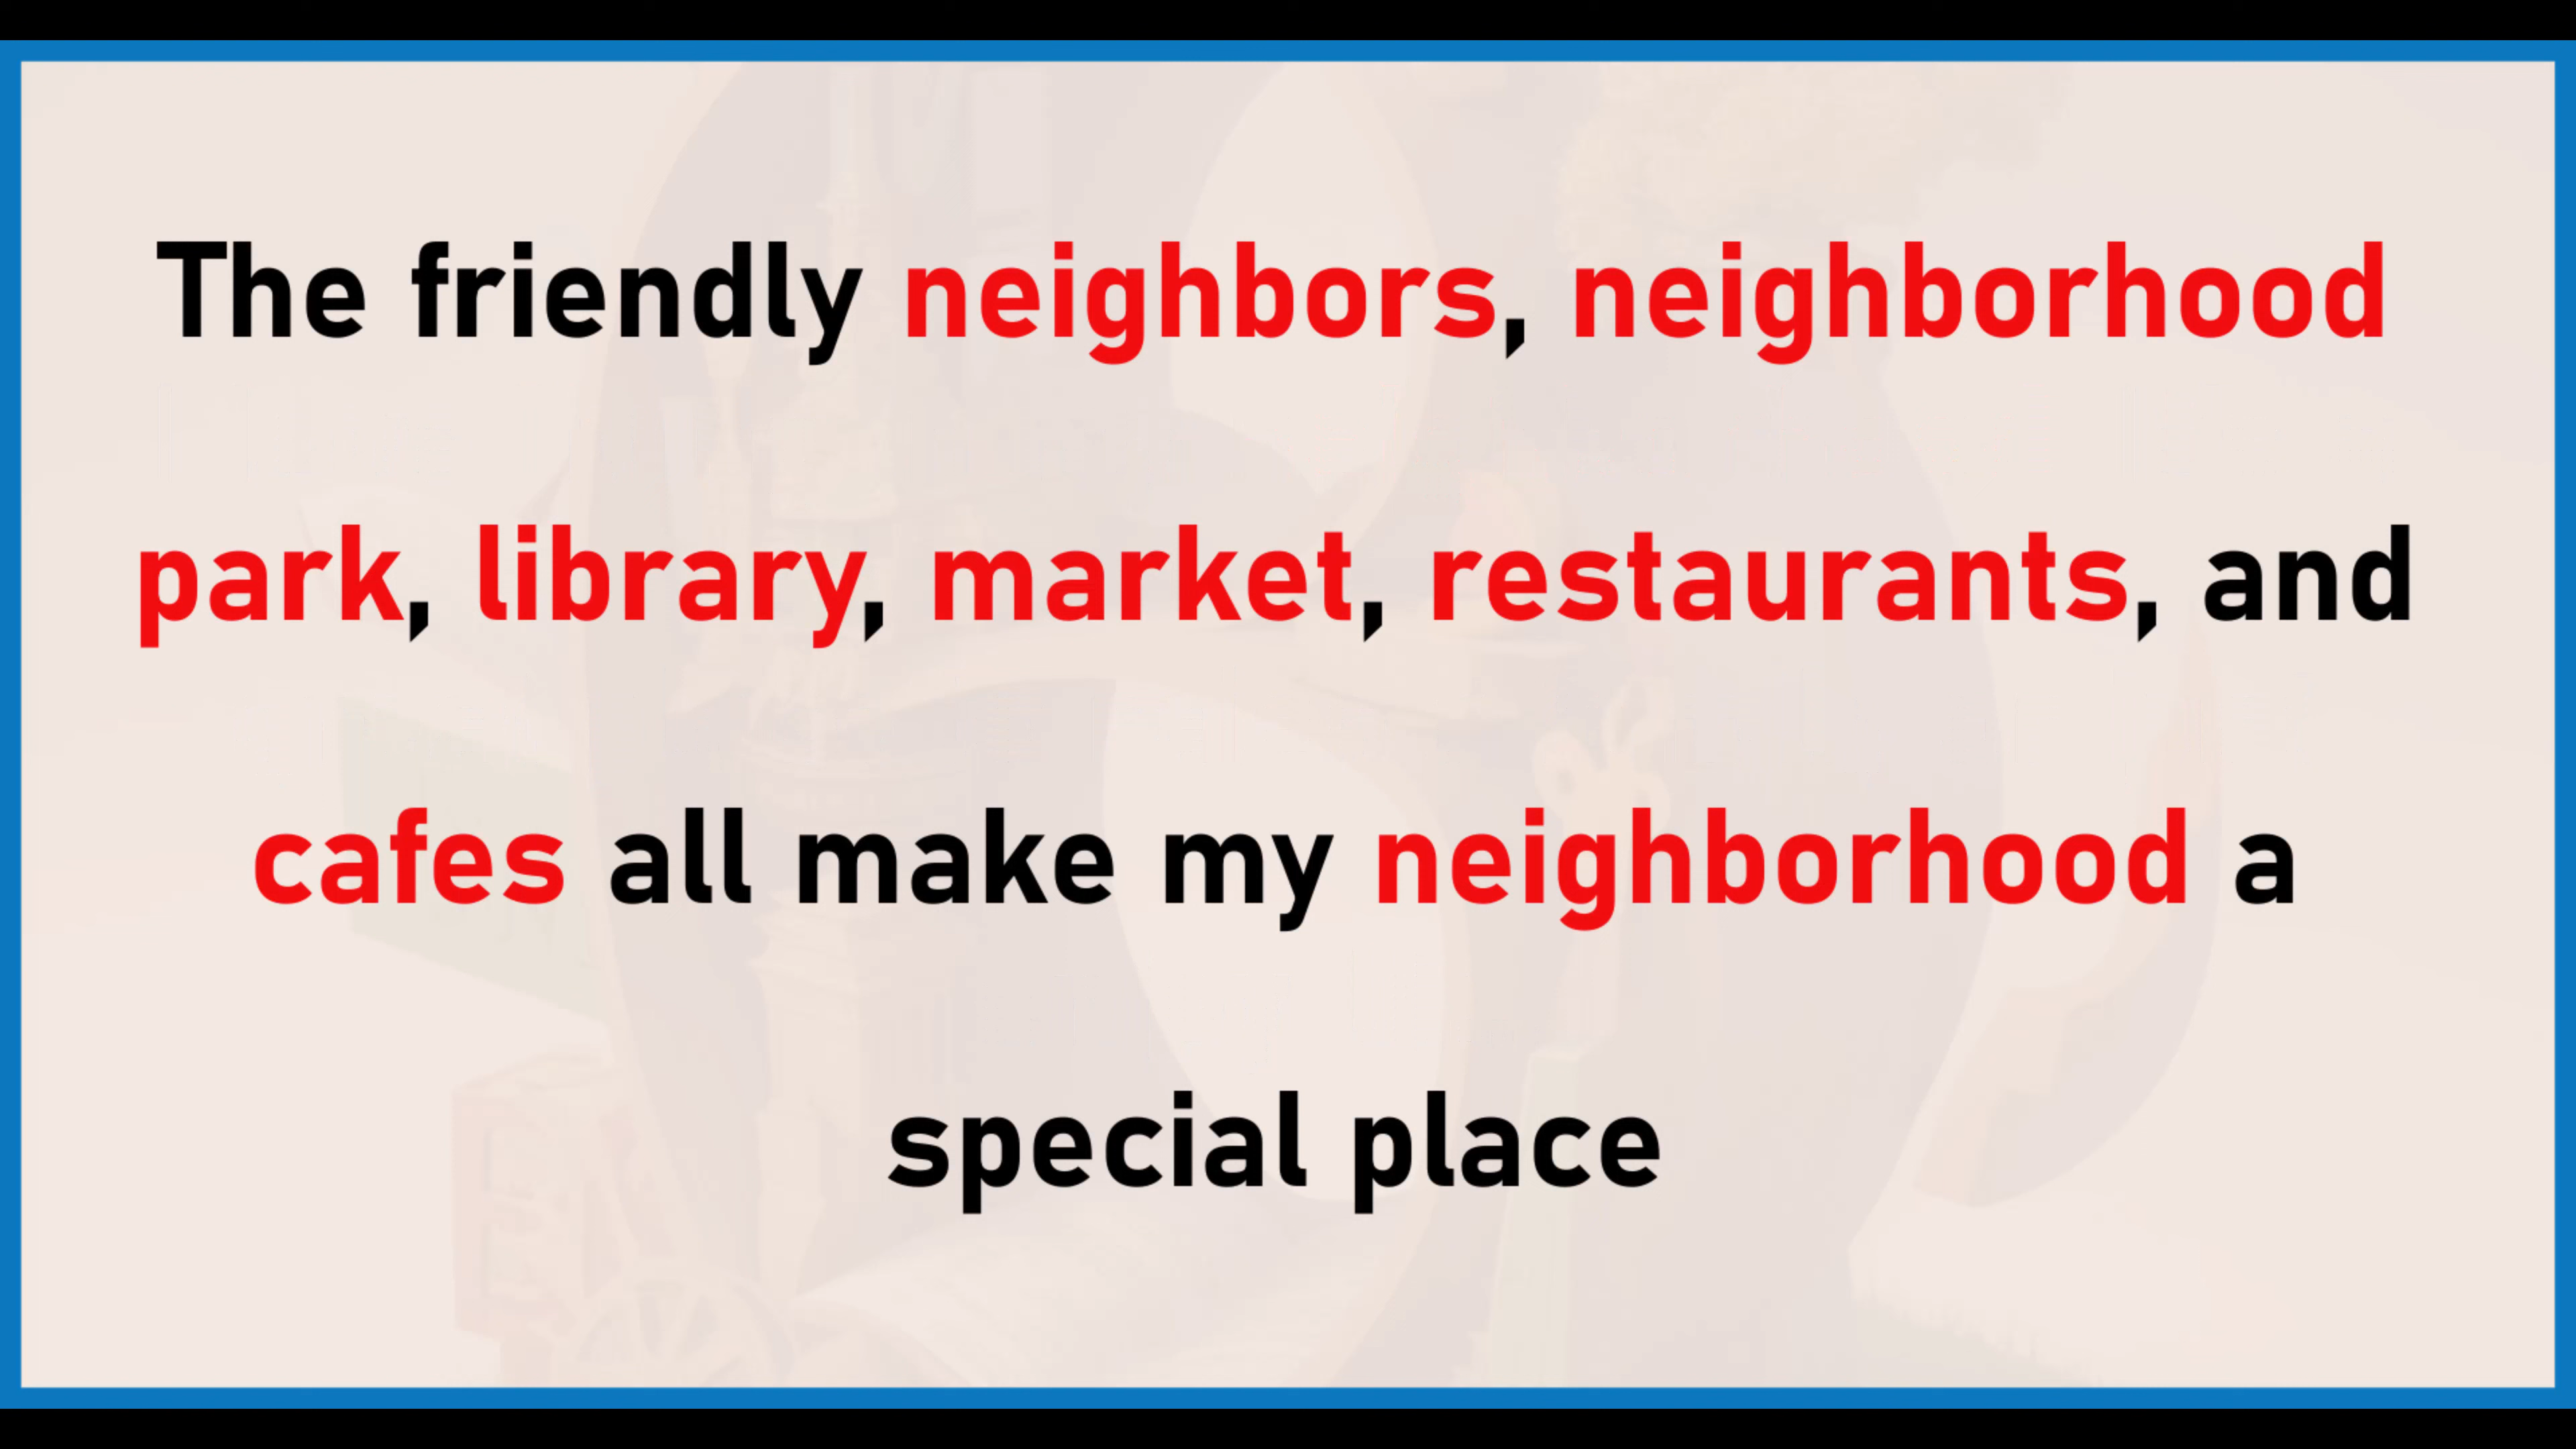 The friendly neighbors, neighborhood
park, library, market, restaurants, and
cafes all make my neighborhood a
special place